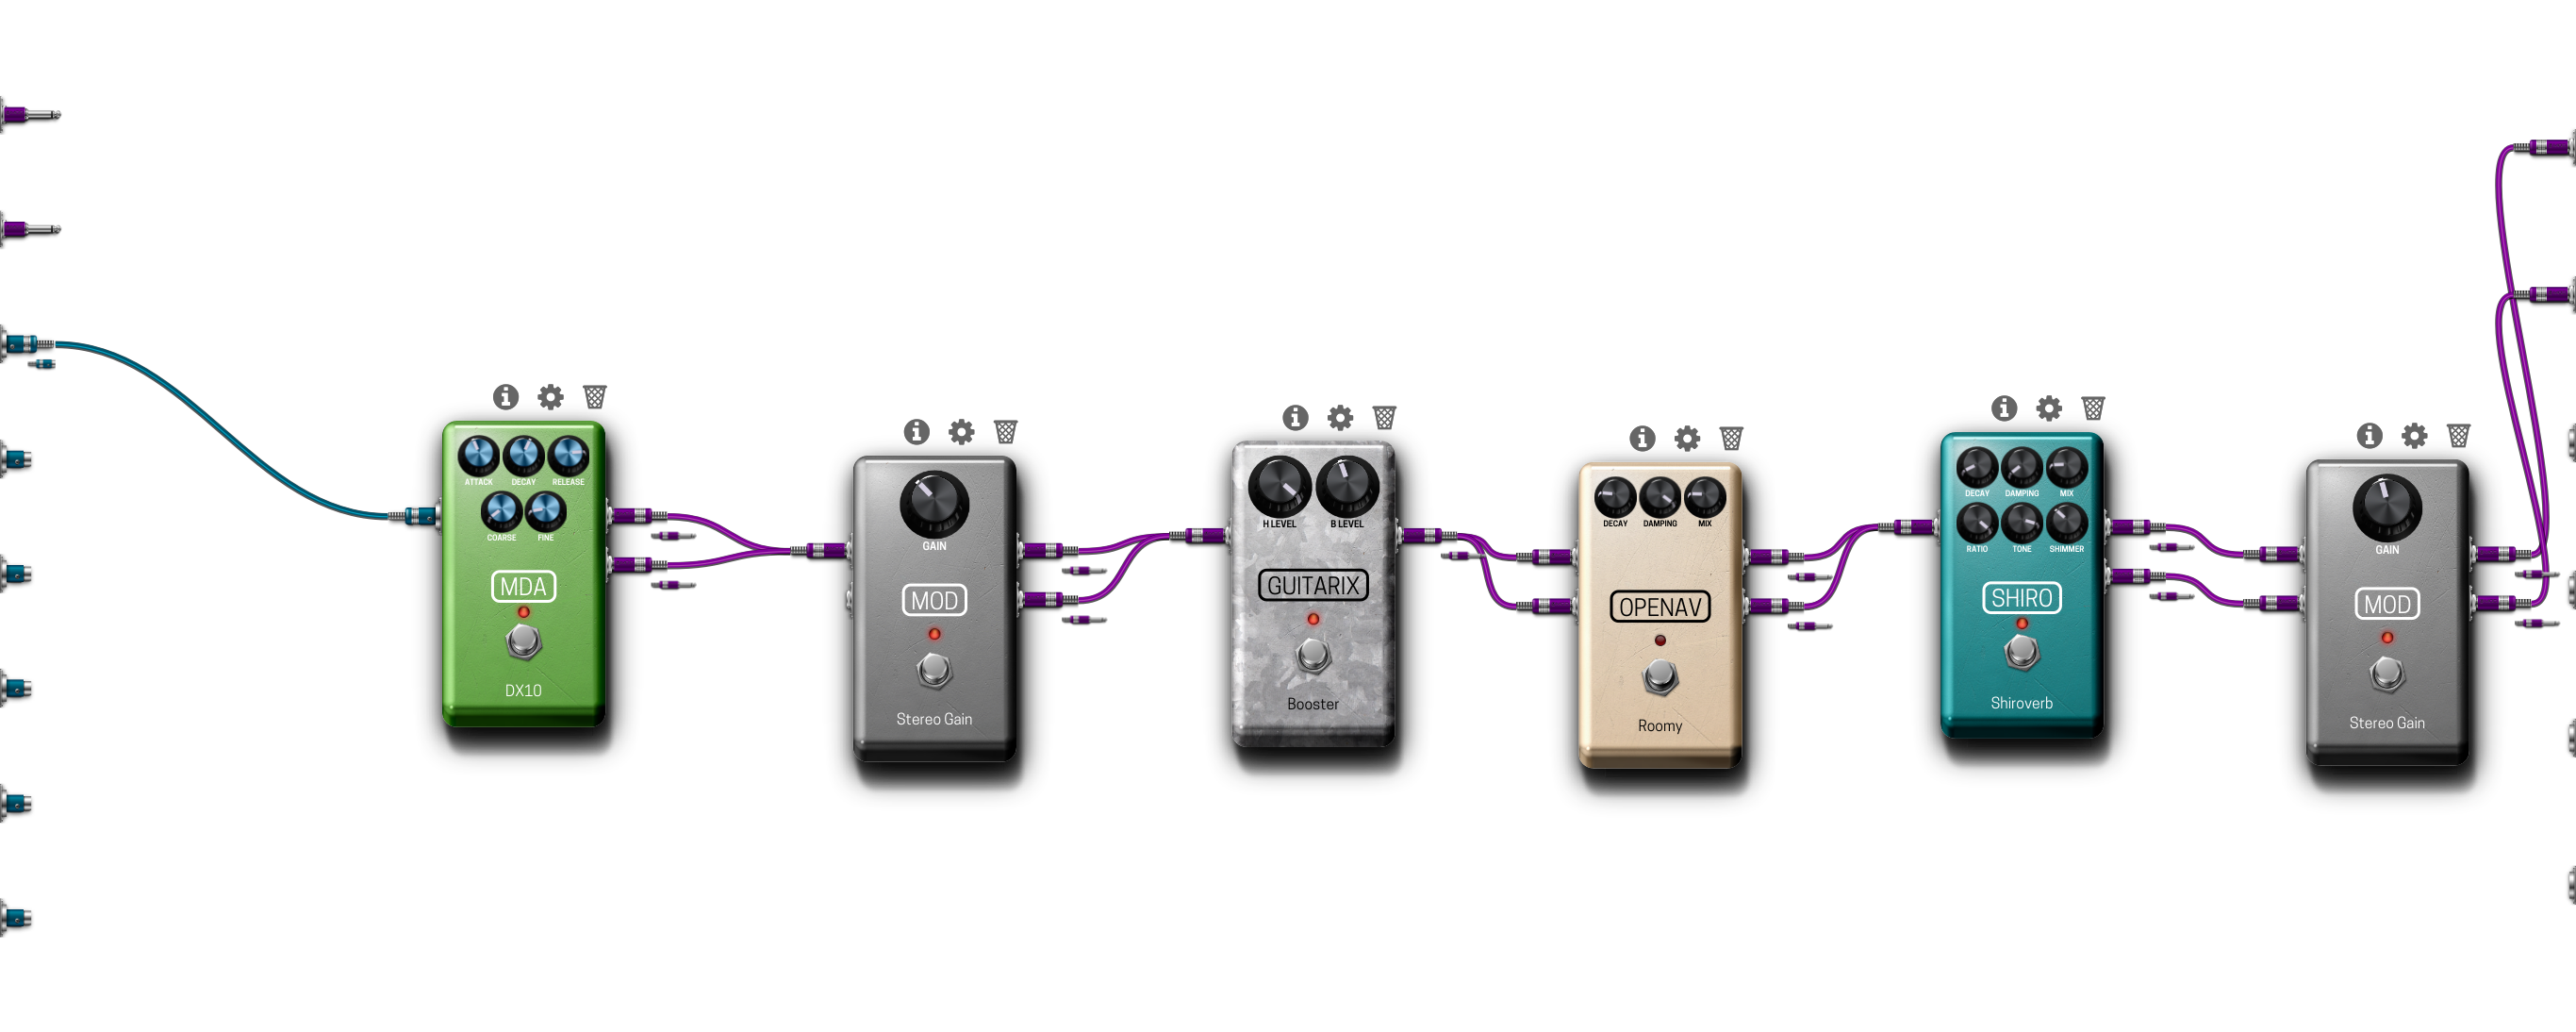 ATTACK DECAY RELEASE
COARSE FINE
MDA
DX10
GAIN
MOD
Stereo Gain
H LEVEL B LEVEL
GUITARIX
Booster
DECAY DAMPING MIX
OPENAV
Roomy
DECAY DAMPING MIX
RATIO TONE SHIMMER
SHIRO
Shiroverb
GAIN
MOD
Stereo Gain